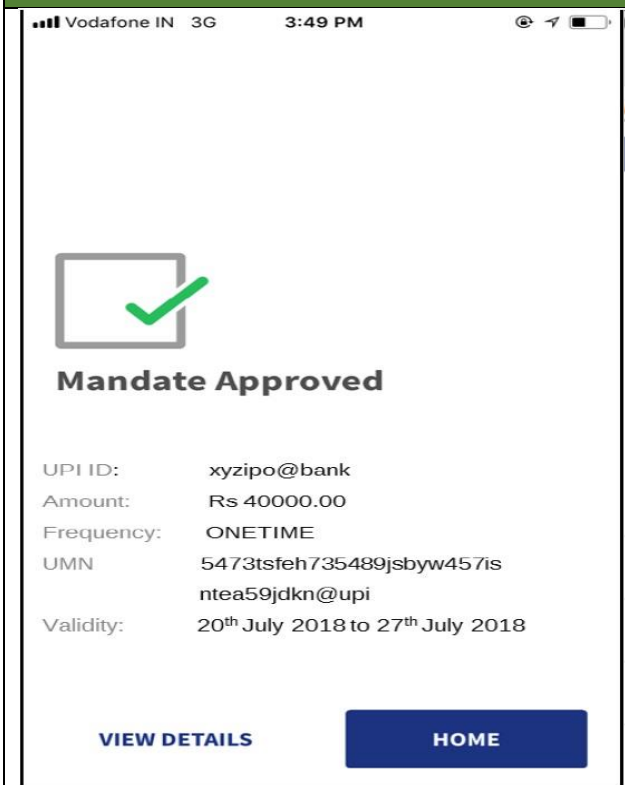 Vodafone IN 3G 3:49 PM
Mandate Approved
UPI ID: xyzipo@bank
Amount: Rs 40000.00
Frequency: ONETIME
UMN 5473tsfeh735489jsbyw457is
ntea59jdkn@upi
Validity: 20th July 2018 to 27th July 2018
VIEW DETAILS HOME